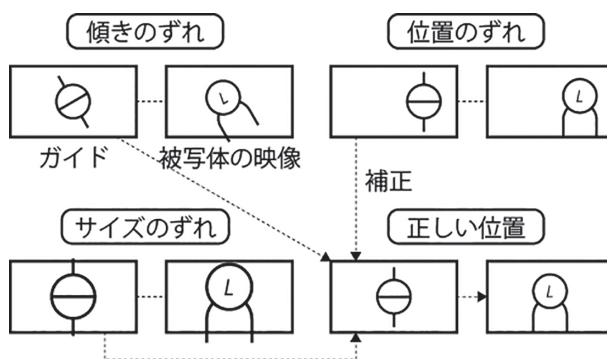 傾きのずれ
位置のずれ
L
L
ガイド
被写体の映像
補正
サイズのずれ
正しい位置
L
L